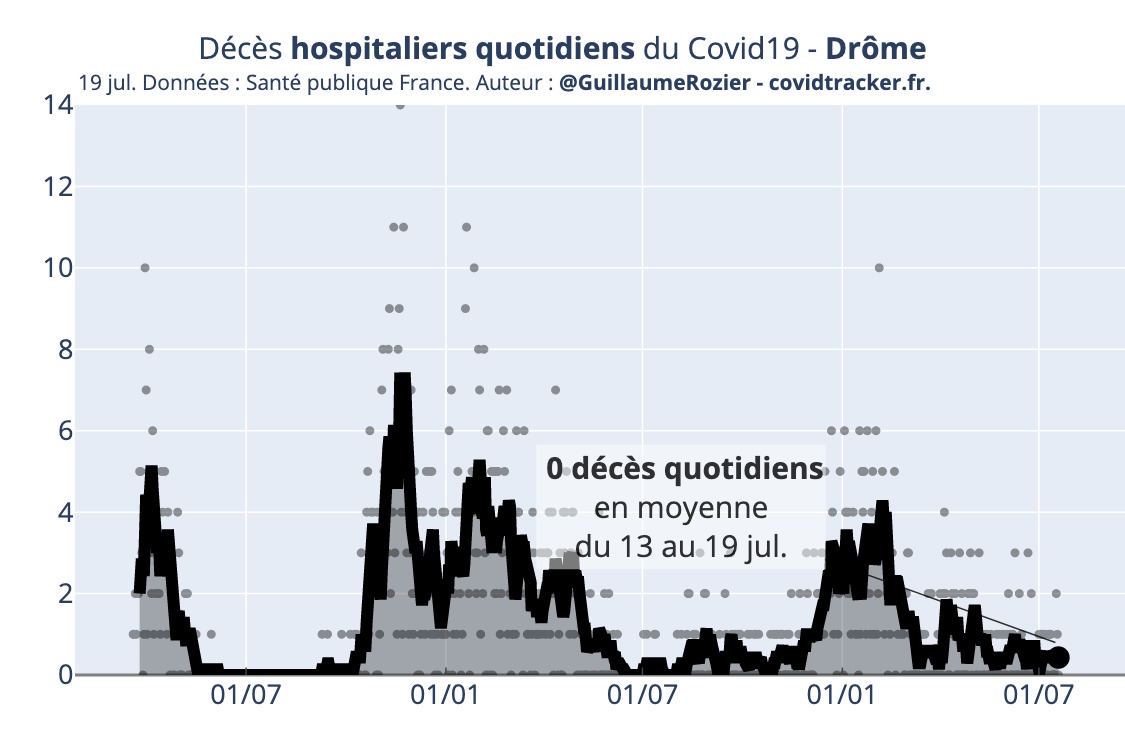 Décès hospitaliers quotidiens du Covid19 - Drôme
19 jul. Données : Santé publique France. Auteur : @GuillaumeRozier - covidtracker.fr.
14
12
10
8
6
4
2
0
0 décès quotidiens
en moyenne
du 13 au 19 jul.
01/07 01/01 01/07 01/01 01/07